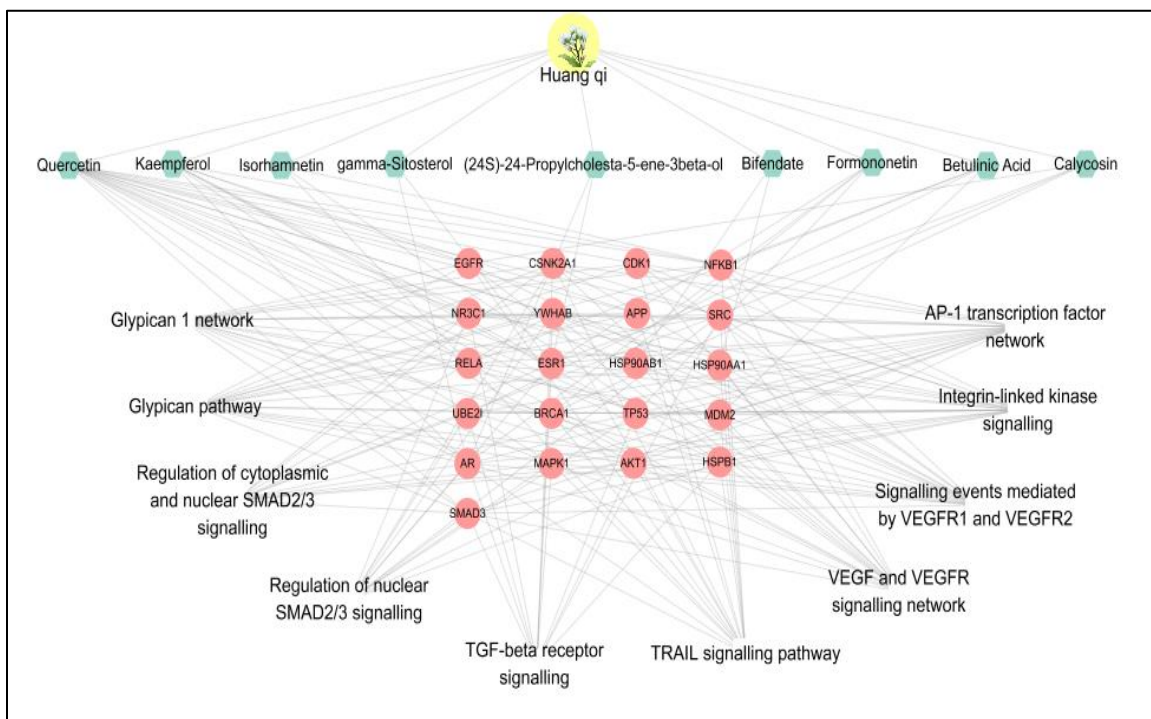 Huang qi
Quercetin
Kaempferol
Isorhamnetin
gamma-Sitosterol
(24S)-24-Propylcholesta-5-ene-3beta-ol
Bifendate
Formononetin
Betulinic Acid
Calycosin
EGFR
CSNK2A1
CDK1
NFKB1
NR3C1
YWHAB
APP
SRC
RELA
ESR1
HSP90AB1
HSP90AA1
UBE2I
BRCA1
TP53
MDM2
AR
MAPK1
AKT1
HSPB1
SMAD3
Glypican 1 network
Glypican pathway
Regulation of cytoplasmic
and nuclear SMAD2/3
signalling
Regulation of nuclear
SMAD2/3 signalling
TGF-beta receptor
signalling
TRAIL signalling pathway
VEGF and VEGFR
signalling network
Signalling events mediated
by VEGFR1 and VEGFR2
Integrin-linked kinase
signalling
AP-1 transcription factor
network